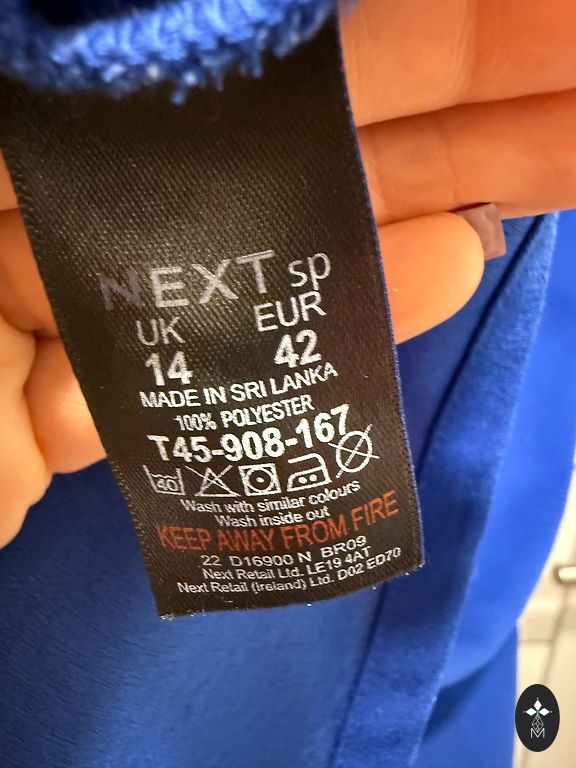 NEXT sp
UK EUR
14 42
MADE IN SRI LANKA
100% POLYESTER
T45-908-167
40
Wash with similar colours
Wash inside out
KEEP AWAY FROM FIRE
22 D16900 N BR09
Next Retail Ltd. LE19 4AT
Next Retail (Ireland) Ltd. D02 ED70
M